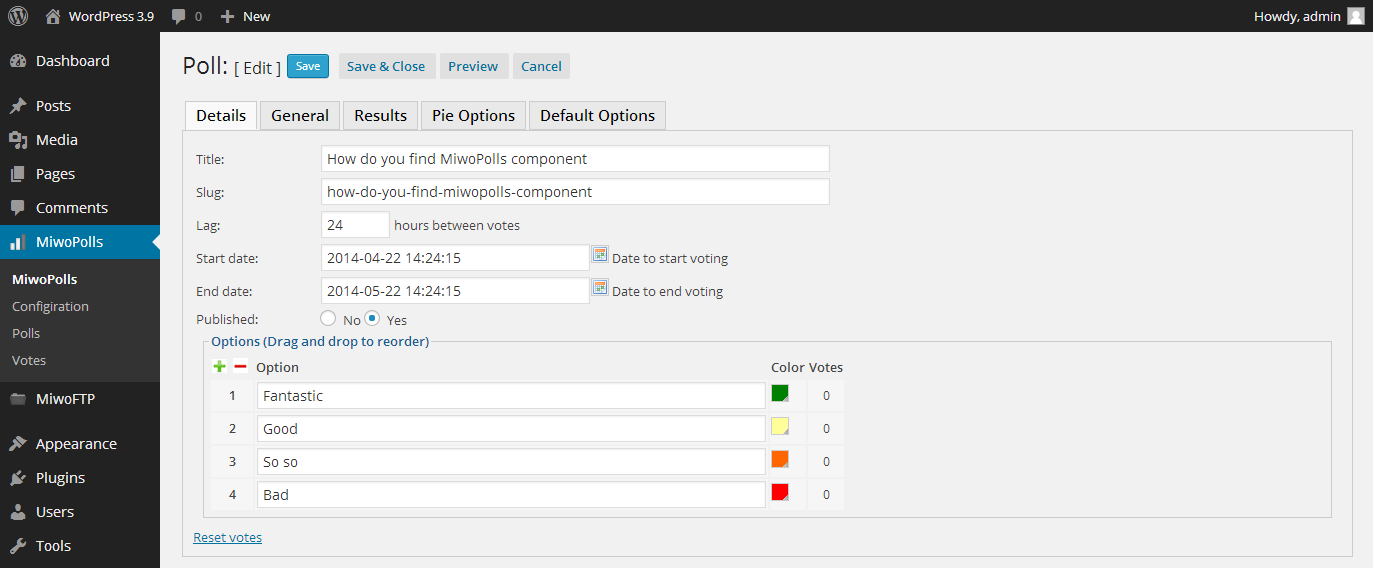 WordPress 3.9 0 New Howdy, admin
Dashboard
Posts
Media
Pages
Comments
MiwoPolls
MiwoPolls
Configiration
Polls
Votes
MiwoFTP
Appearance
Plugins
Users
Tools
Poll: [ Edit ] Save Save & Close Preview Cancel
Details General Results Pie Options Default Options
Title: How do you find MiwoPolls component
Slug: how-do-you-find-miwopolls-component
Lag: 24 hours between votes
Start date: 2014-04-22 14:24:15 Date to start voting
End date: 2014-05-22 14:24:15 Date to end voting
Published: No Yes
Options (Drag and drop to reorder)
Option Color Votes
1 Fantastic 0
2 Good 0
3 So so 0
4 Bad 0
Reset votes